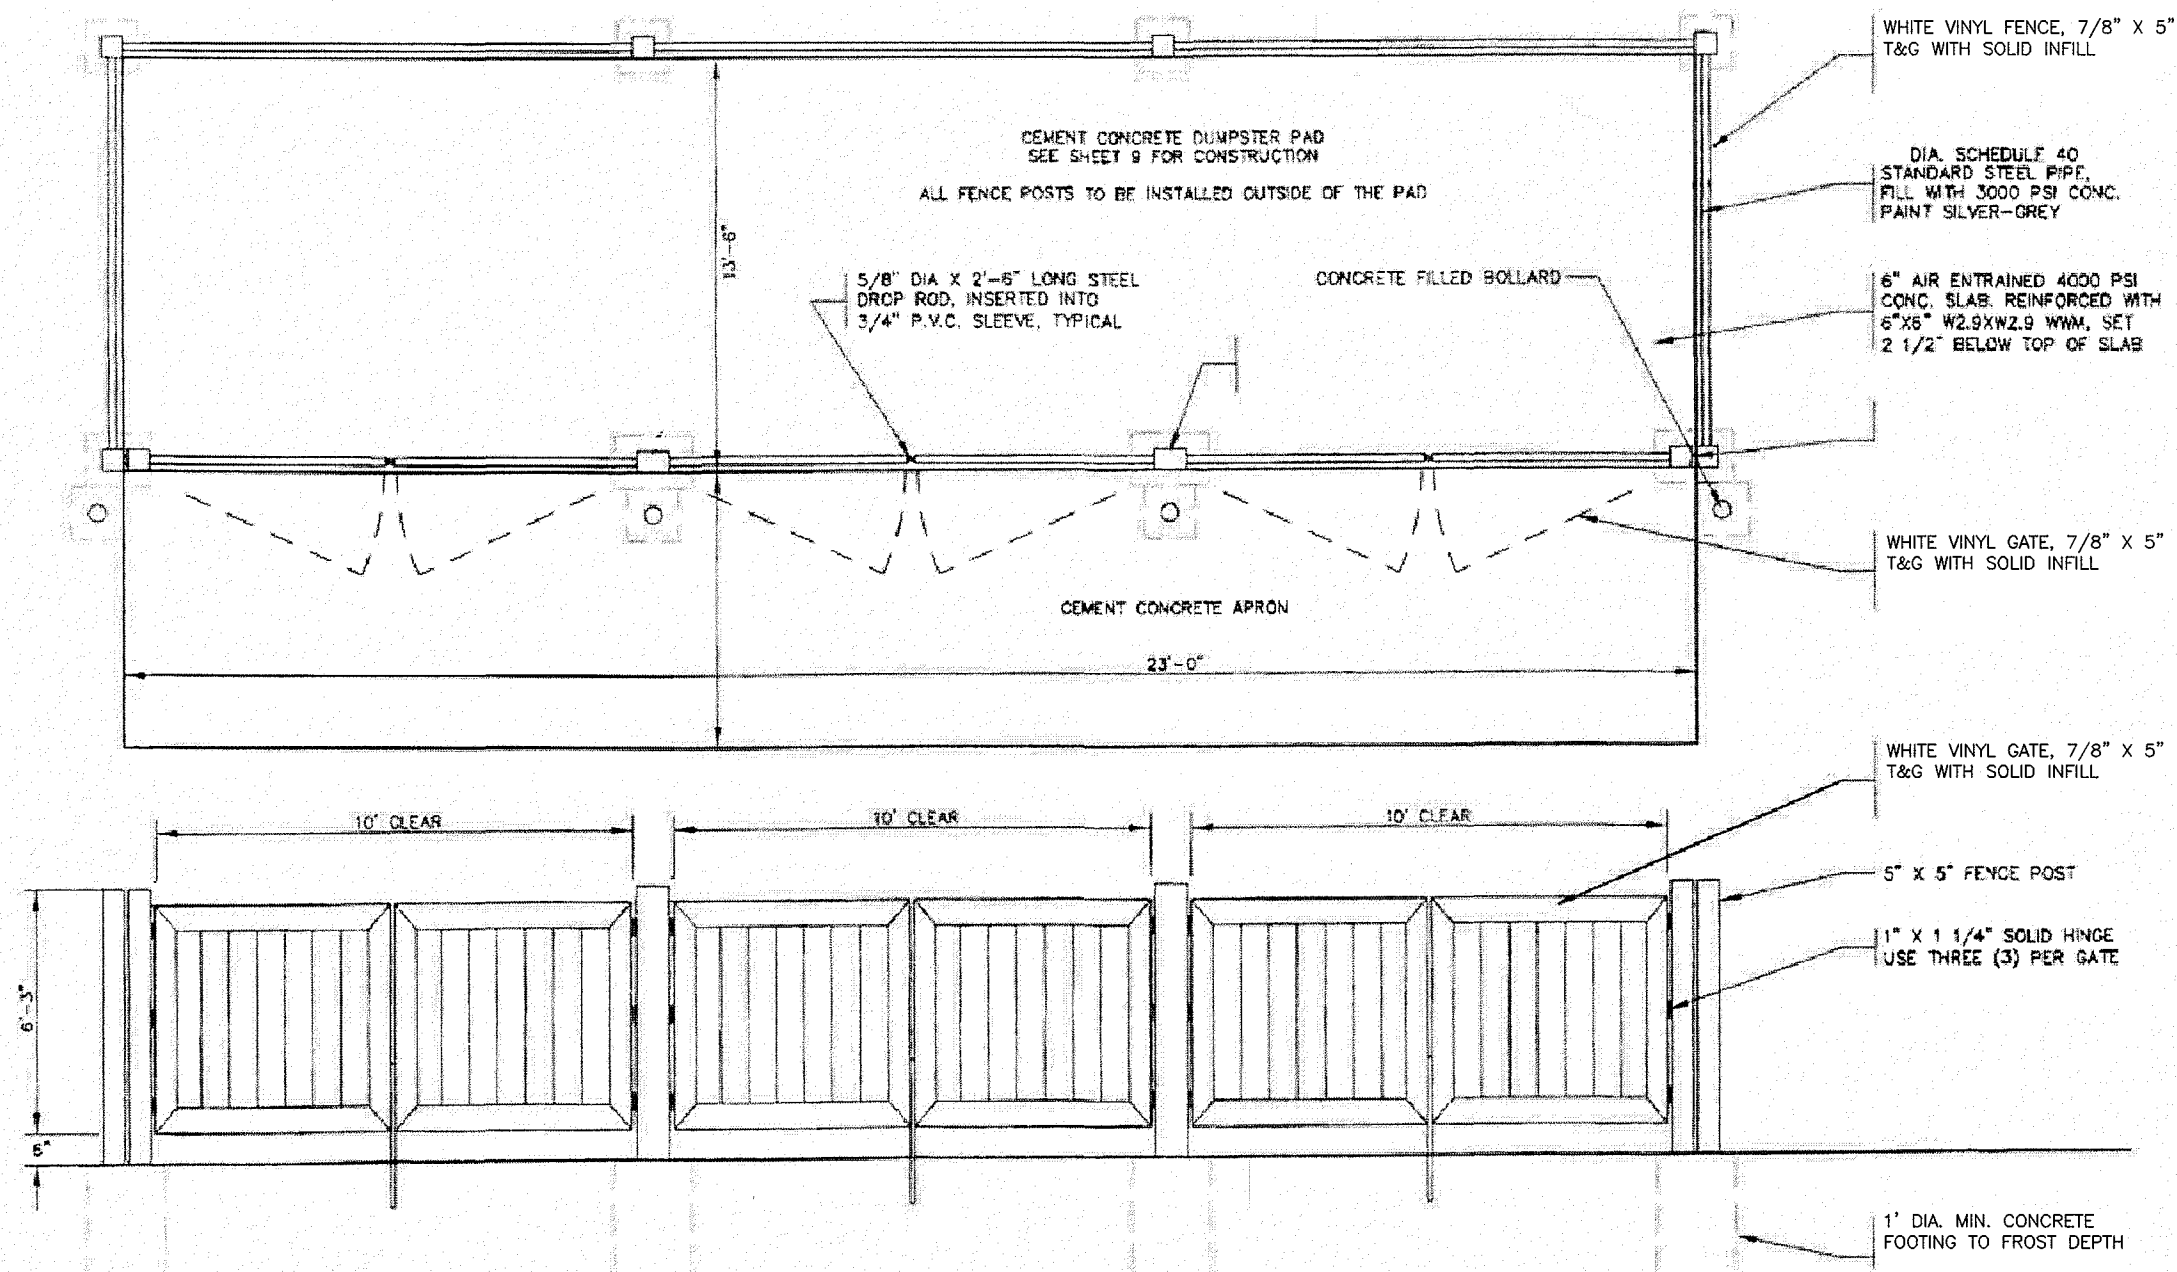 WHITE VINYL FENCE, 7/8" X 5"
T&G WITH SOLID INFILL
CEMENT CONCRETE DUMPSTER PAD
SEE SHEET 9 FOR CONSTRUCTION
ALL FENCE POSTS TO BE INSTALLED OUTSIDE OF THE PAD
DIA. SCHEDULE 40
STANDARD STEEL PIPE,
FILL WITH 3000 PSI CONC.
PAINT SILVER-GREY
13'-6"
5/8" DIA X 2'-6" LONG STEEL
DROP ROD, INSERTED INTO
3/4" P.V.C. SLEEVE, TYPICAL
CONCRETE FILLED BOLLARD
6" AIR ENTRAINED 4000 PSI
CONC. SLAB. REINFORCED WITH
6"X6" W2.9XW2.9 WWM, SET
2 1/2" BELOW TOP OF SLAB
WHITE VINYL GATE, 7/8" X 5"
T&G WITH SOLID INFILL
CEMENT CONCRETE APRON
23'-0"
WHITE VINYL GATE, 7/8" X 5"
T&G WITH SOLID INFILL
10' CLEAR
10' CLEAR
10' CLEAR
5" X 5" FENCE POST
1" X 1 1/4" SOLID HINGE
USE THREE (3) PER GATE
6'-3"
6"
1' DIA. MIN. CONCRETE
FOOTING TO FROST DEPTH